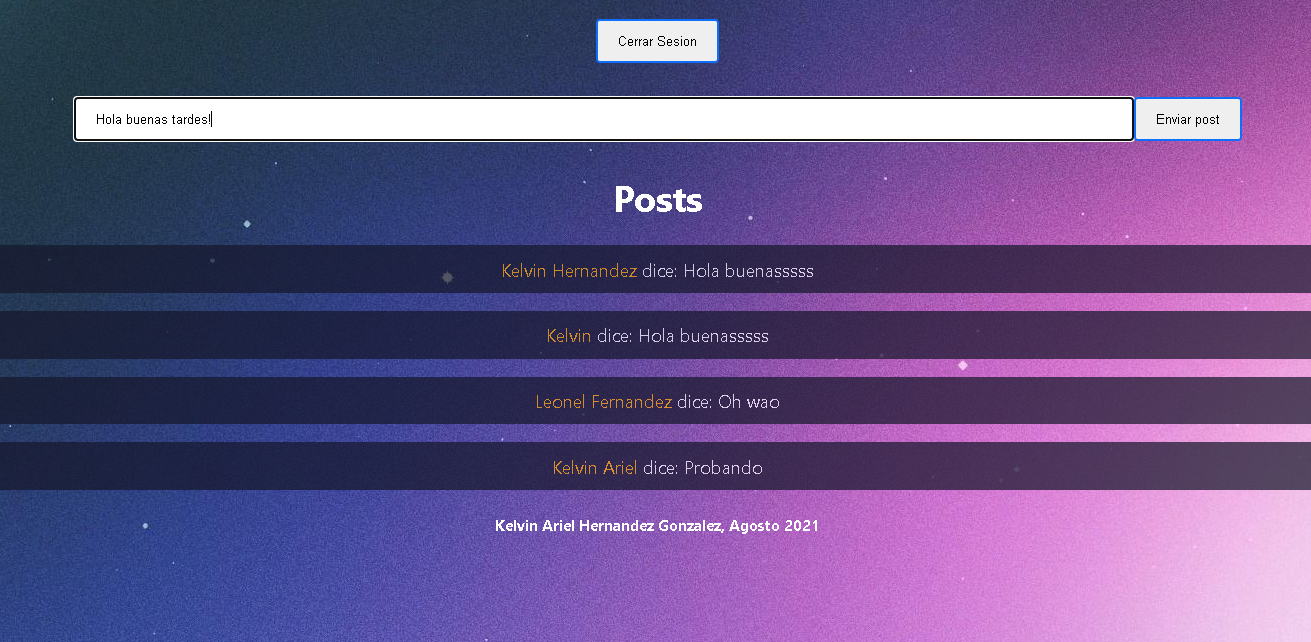 Cerrar Sesion
Hola buenas tardes! Enviar post
Posts
Kelvin Hernandez dice: Hola buenasssss
Kelvin dice: Hola buenasssss
Leonel Fernandez dice: Oh wao
Kelvin Ariel dice: Probando
Kelvin Ariel Hernandez Gonzalez, Agosto 2021